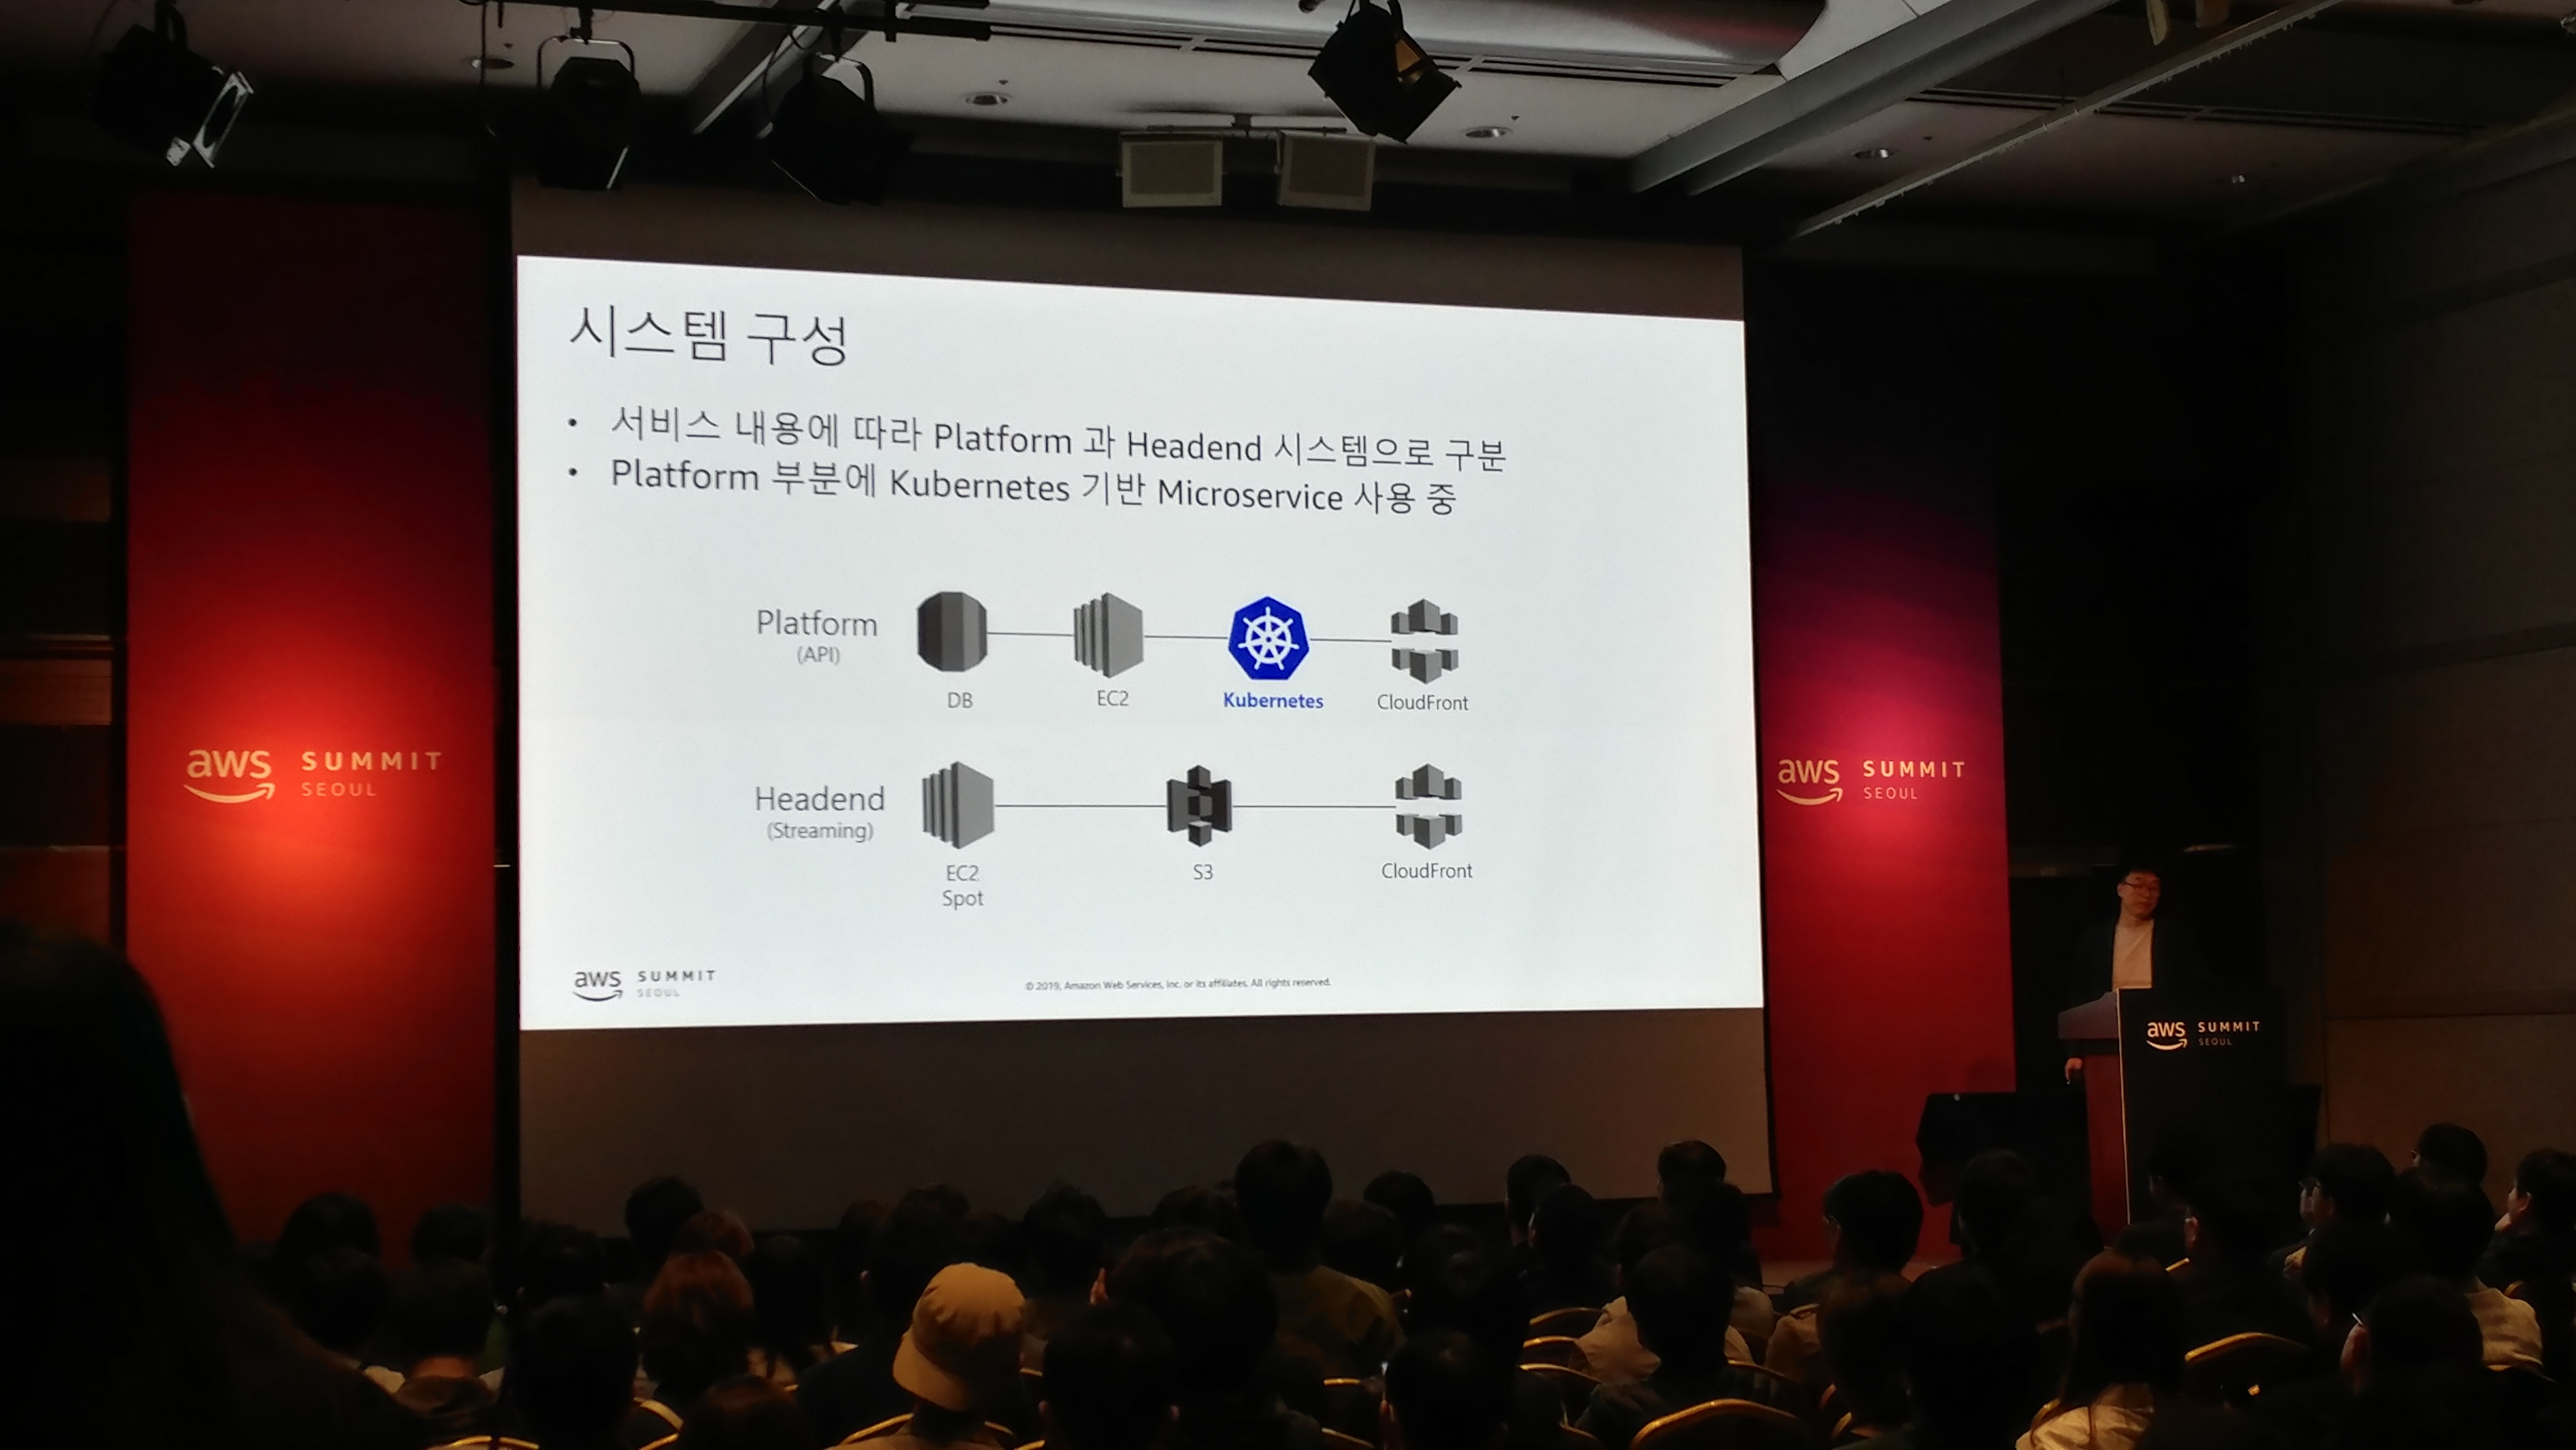 시스템 구성
• 서비스 내용에 따라 Platform 과 Headend 시스템으로 구분
• Platform 부분에 Kubernetes 기반 Microservice 사용 중
Platform
(API)
DB
EC2
Kubernetes
CloudFront
Headend
(Streaming)
EC2
Spot
S3
CloudFront
aws SUMMIT
SEOUL
© 2019, Amazon Web Services, Inc. or its affiliates. All rights reserved.
aws SUMMIT
SEOUL
aws SUMMIT
SEOUL
aws SUMMIT
SEOUL